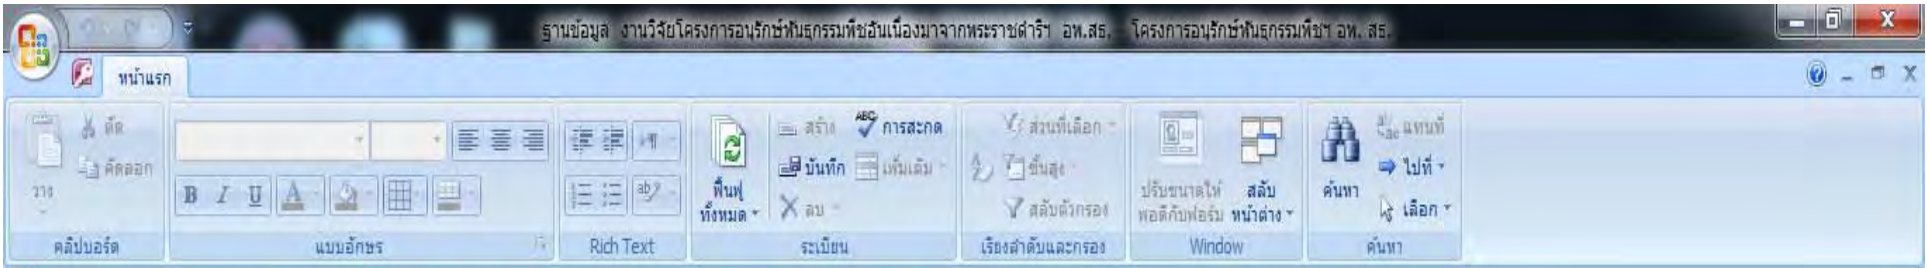 ฐานข้อมูล งานวิจัยโครงการอนุรักษ์พันธุกรรมพืชอันเนื่องมาจากพระราชดำริฯ อพ.สธ. - โครงการอนุรักษ์พันธุกรรมพืชฯ อพ. สธ.
หน้าแรก
วาง
ตัด
คัดลอก
คลิปบอร์ด
B I U A
แบบอักษร
ab
Rich Text
ฟื้นฟู
ทั้งหมด
สร้าง
บันทึก
ลบ
ABC การสะกด
เพิ่มเติม
ระเบียน
ส่วนที่เลือก
ขั้นสูง
สลับตัวกรอง
เรียงลำดับและกรอง
ปรับขนาดให้
พอดีกับฟอร์ม
สลับ
หน้าต่าง
Window
ค้นหา
แทนที่
ไปที่
เลือก
ค้นหา